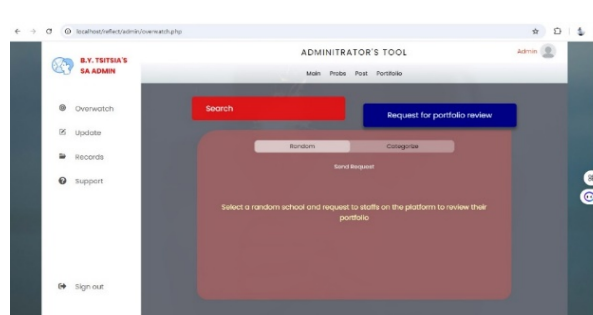 localhost/reflect/admin/overwatch.php
B.Y. TSITSIA'S
SA ADMIN
ADMINITRATOR'S TOOL
Admin
Main Probs Post Portfolio
Overwatch
Update
Records
Support
Sign out
Search
Request for portfolio review
Random
Categorize
Send Request
Select a random school and request to staffs on the platform to review their
portfolio